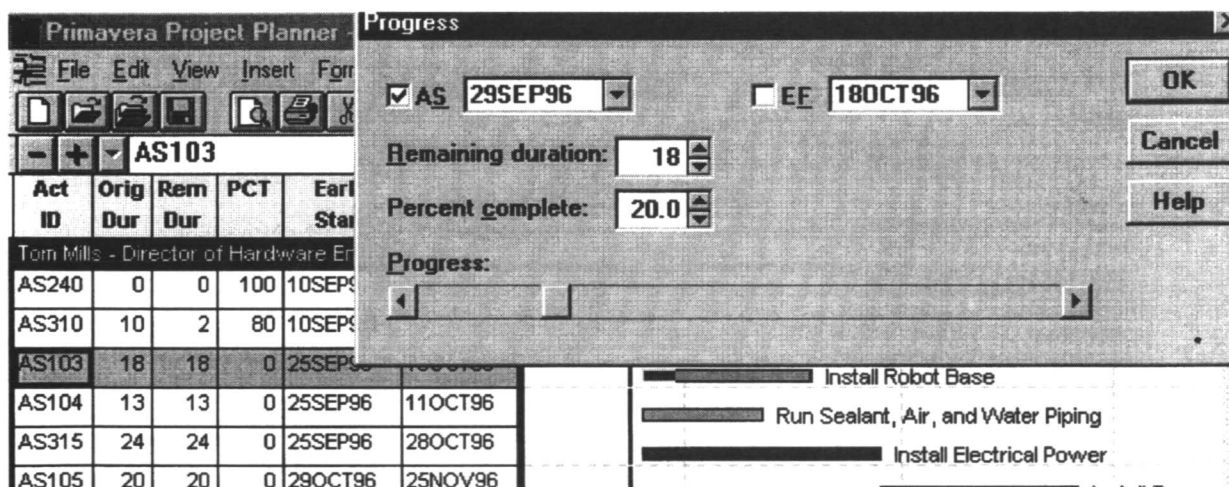 Primavera Project Planner -
File Edit View Insert Forr
AS103
Act ID Orig Dur Rem Dur PCT Earl Star
Tom Mills - Director of Hardware En
AS240 0 0 100 10SEP9
AS310 10 2 80 10SEP9
AS103 18 18 0 25SEP96
AS104 13 13 0 25SEP96 11OCT96
AS315 24 24 0 25SEP96 28OCT96
AS105 20 20 0 29OCT96 25NOV96
Progress
AS 29SEP96 EF 18OCT96
Remaining duration: 18
Percent complete: 20.0
Progress:
OK
Cancel
Help
Install Robot Base
Run Sealant, Air, and Water Piping
Install Electrical Power